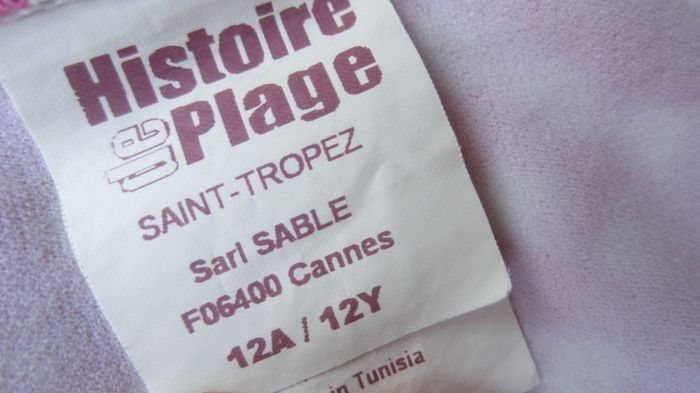 Histoire
de Plage
SAINT-TROPEZ
Sarl SABLE
F06400 Cannes
12A / 12Y
in Tunisia